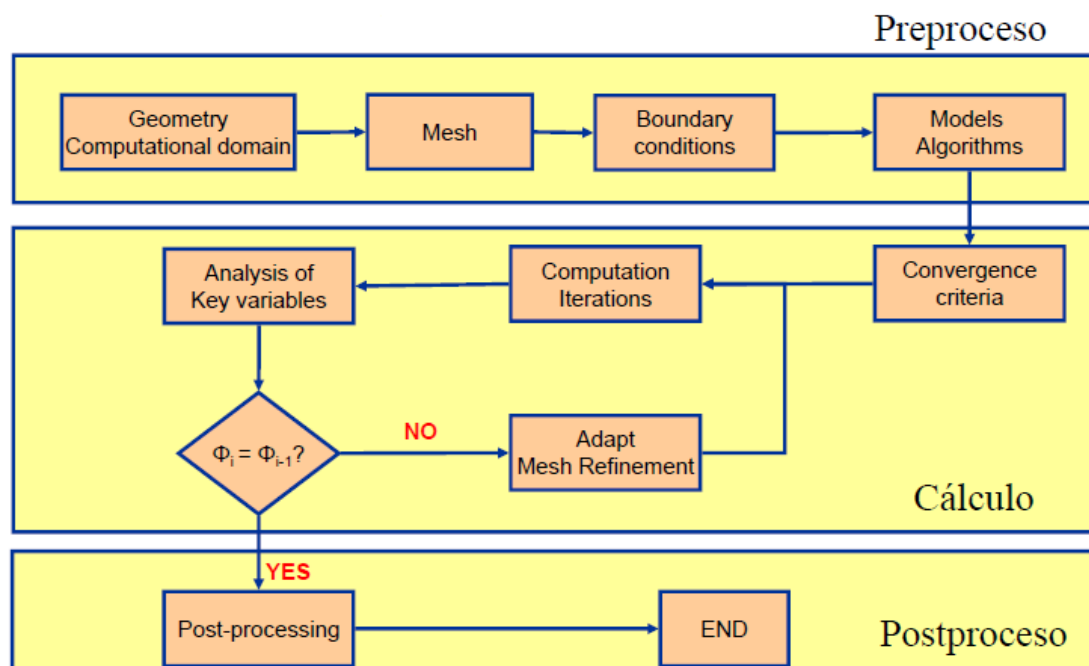 Preproceso
Geometry
Computational domain
Mesh
Boundary
conditions
Models
Algorithms
Analysis of
Key variables
Computation
Iterations
Convergence
criteria
Φi = Φi-1?
NO
Adapt
Mesh Refinement
Cálculo
YES
Post-processing
END
Postproceso